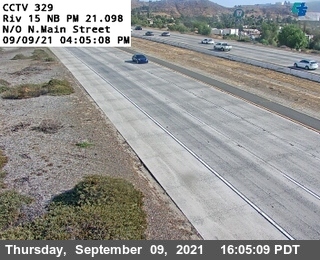 CCTV 329
Riv 15 NB PM 21.098
N/O N.Main Street
09/09/21 04:05:08 PM
Thursday, September 09, 2021 16:05:09 PDT